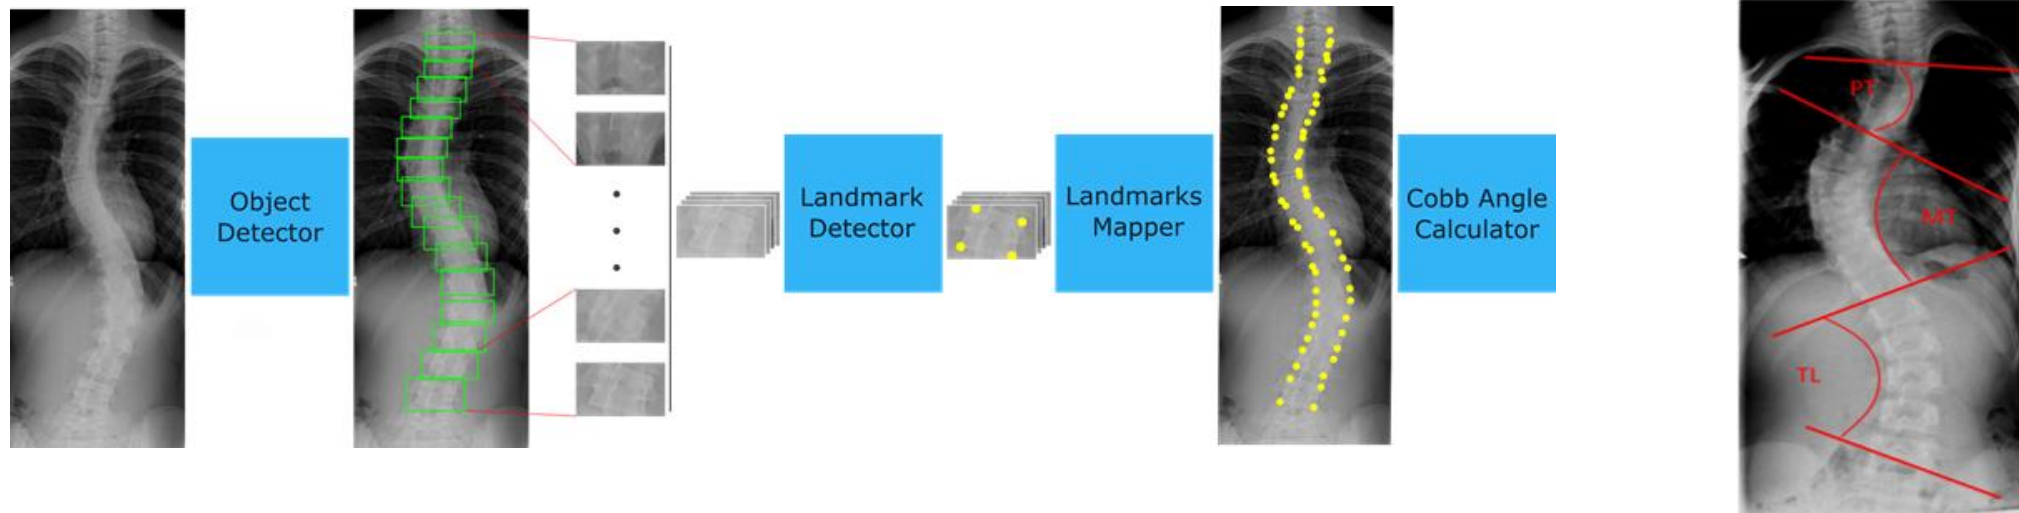 Object
Detector
Landmark
Detector
Landmarks
Mapper
Cobb Angle
Calculator
PT
MT
TL